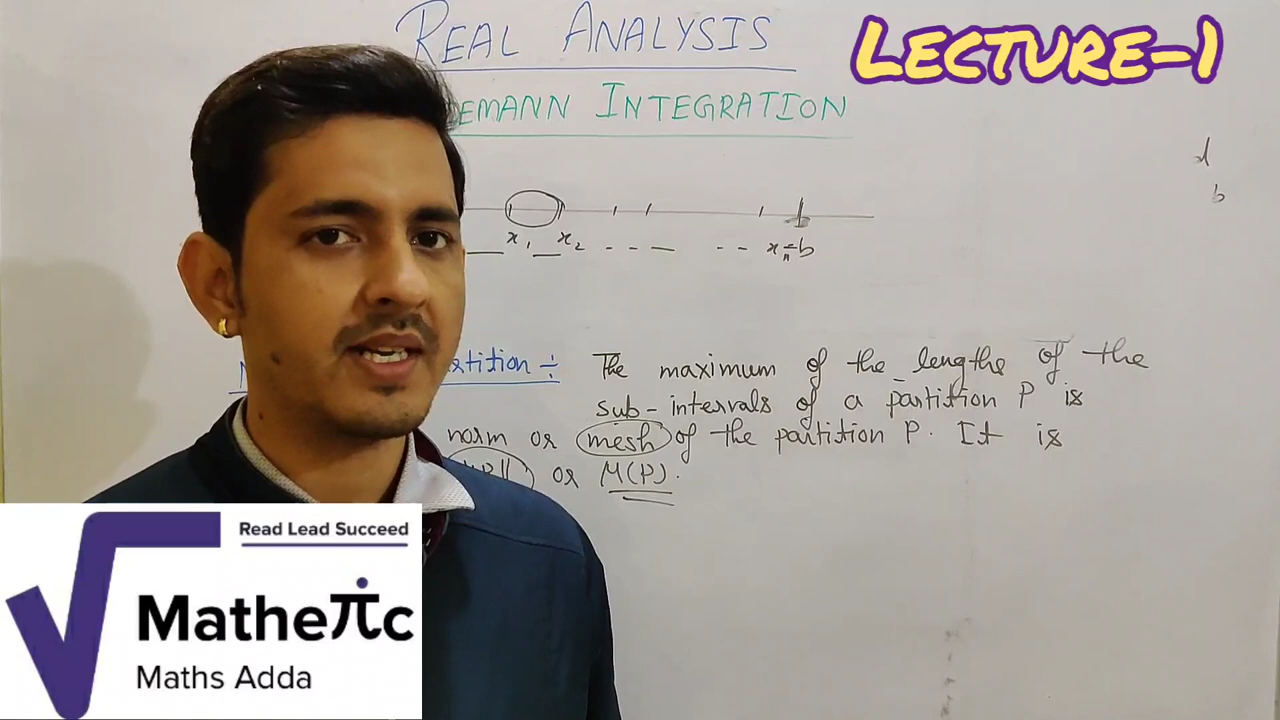 REAL ANALYSIS
LECTURE-1
EMANN INTEGRATION
d
b
x₁ x₂ --- -- xₙ=b
tition ÷ The maximum of the lengths of the
sub-intervals of a partition P is
norm or mesh of the partition P. It is
or M(P).
Read Lead Succeed
Matheπc
Maths Adda